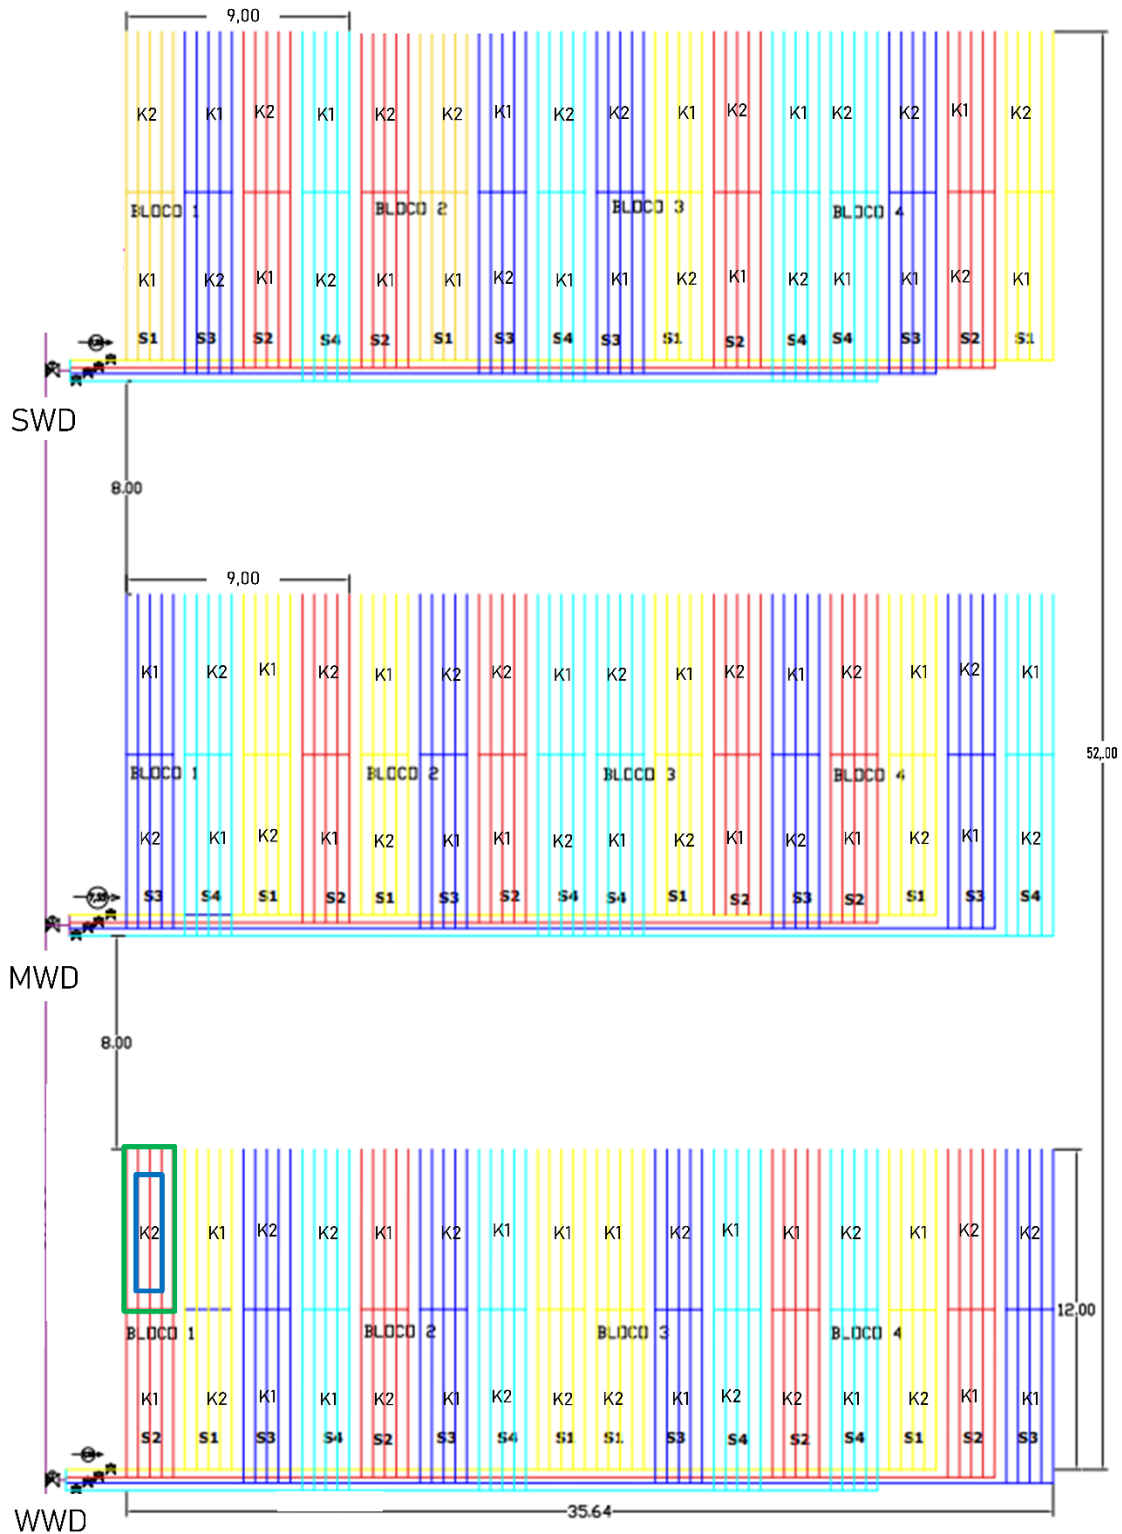 9,00
K2 K1 K2 K1 K2 K2 K1 K2 K2 K1 K2 K1 K2 K2 K1 K2
BLOCO 1 BLOCO 2 BLOCO 3 BLOCO 4
K1 K2 K1 K2 K1 K1 K2 K1 K1 K2 K1 K2 K1 K1 K2 K1
S1 S3 S2 S4 S2 S1 S3 S4 S3 S1 S2 S4 S4 S3 S2 S1
SWD
8.00
9,00
K1 K2 K1 K2 K1 K2 K2 K1 K2 K1 K2 K1 K2 K1 K2 K1
52,00
BLOCO 1 BLOCO 2 BLOCO 3 BLOCO 4
K2 K1 K2 K1 K2 K1 K1 K2 K1 K2 K1 K2 K1 K2 K1 K2
S3 S4 S1 S2 S1 S3 S2 S4 S4 S1 S2 S3 S2 S1 S3 S4
MWD
8.00
K2 K1 K2 K2 K1 K2 K1 K1 K1 K2 K1 K1 K2 K1 K2 K2
12.00
BLOCO 1 BLOCO 2 BLOCO 3 BLOCO 4
K1 K2 K1 K1 K2 K1 K2 K2 K2 K1 K2 K2 K1 K2 K1 K1
S2 S1 S3 S4 S2 S3 S4 S1 S1 S3 S4 S2 S4 S1 S2 S3
WWD
35.64